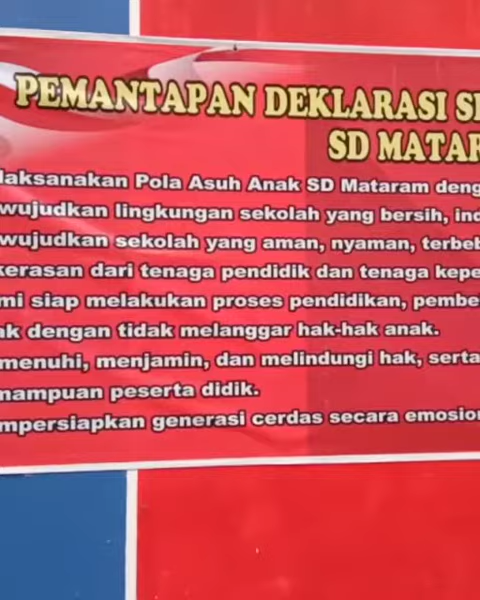 PEMANTAPAN DEKLARASI S
SD MATAR
laksanakan Pola Asuh Anak SD Mataram deng
wujudkan lingkungan sekolah yang bersih, ind
wujudkan sekolah yang aman, nyaman, terbeb
kerasan dari tenaga pendidik dan tenaga kepe
mi siap melakukan proses pendidikan, pembe
ak dengan tidak melanggar hak-hak anak.
menuhi, menjamin, dan melindungi hak, serta
mampuan peserta didik.
mpersiapkan generasi cerdas secara emosion